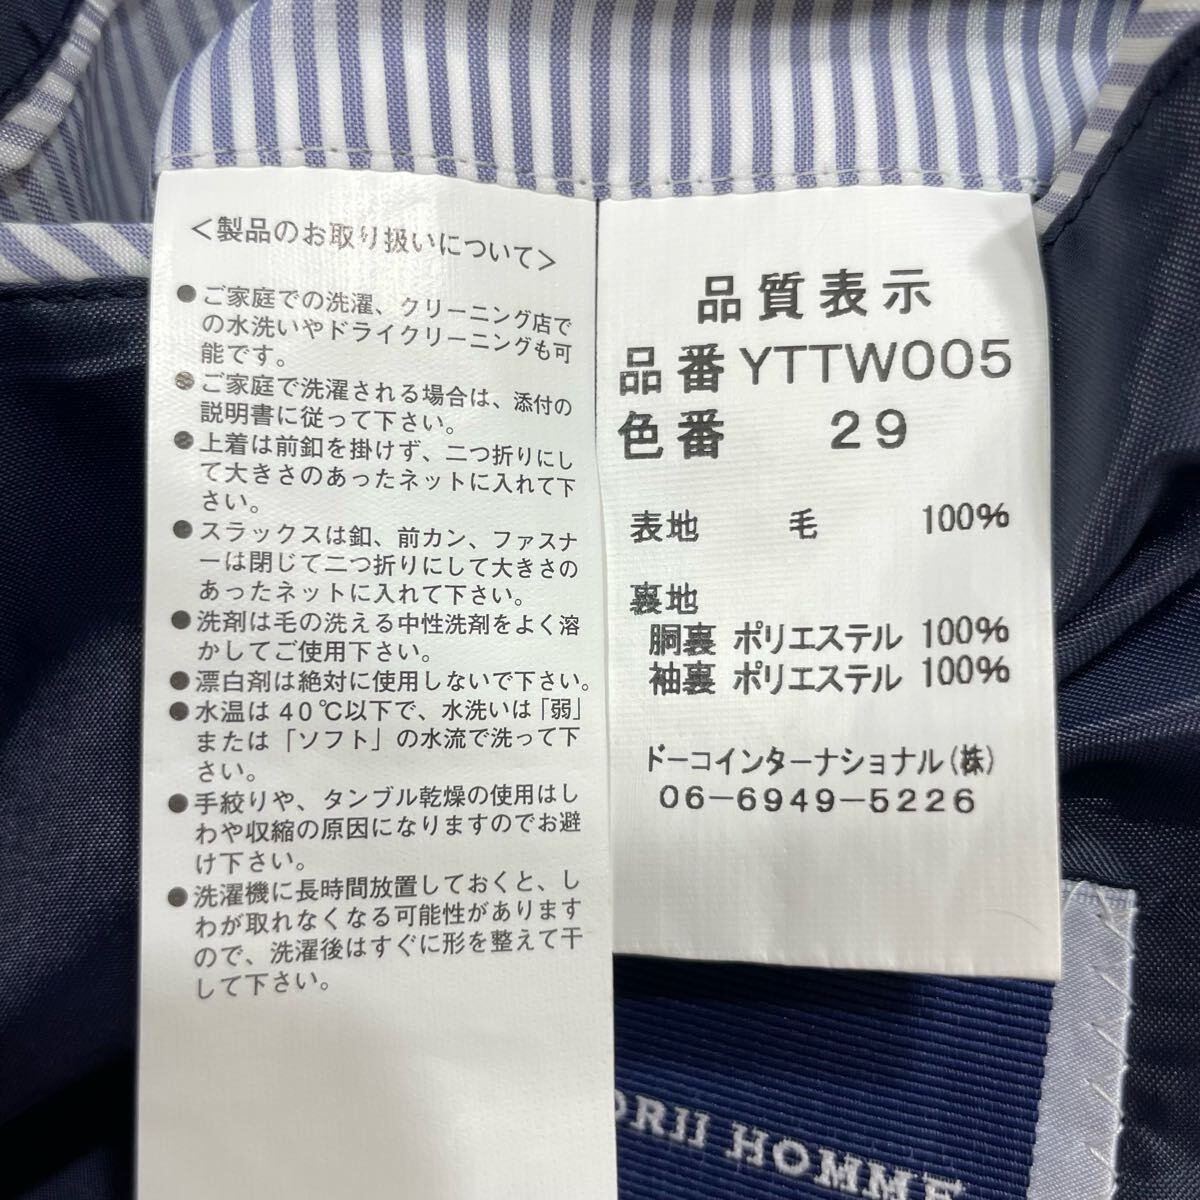 <製品のお取り扱いについて>
●ご家庭での洗濯、クリーニング店で
の水洗いやドライクリーニングも可
能です。
●ご家庭で洗濯される場合は、添付の
説明書に従って下さい。
●上着は前釦を掛けず、二つ折りにし
て大きさのあったネットに入れて下
さい。
●スラックスは釦、前カン、ファスナ
ーは閉じて二つ折りにして大きさの
あったネットに入れて下さい。
●洗剤は毛の洗える中性洗剤をよく溶
かしてご使用下さい。
●漂白剤は絶対に使用しないで下さい。
●水温は40℃以下で、水洗いは「弱」
または「ソフト」の水流で洗って下
さい。
●手絞りや、タンブル乾燥の使用はし
わや収縮の原因になりますのでお避
け下さい。
●洗濯機に長時間放置しておくと、し
わが取れなくなる可能性があります
ので、洗濯後はすぐに形を整えて干
して下さい。
品質表示
品番 YTTW005
色番 29
表地 毛 100%
裏地
胴裏 ポリエステル 100%
袖裏 ポリエステル 100%
ドーコインターナショナル(株)
06-6949-5226
ORII HOMME